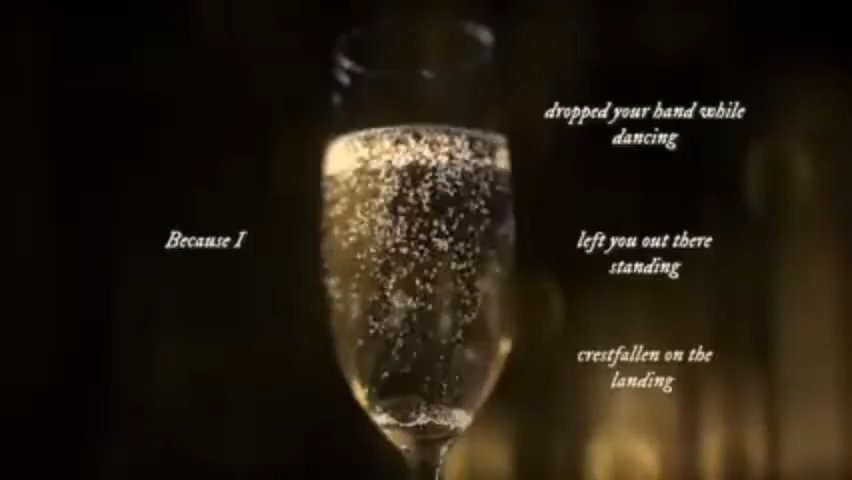 Because I
dropped your hand while
dancing
left you out there
standing
crestfallen on the
landing